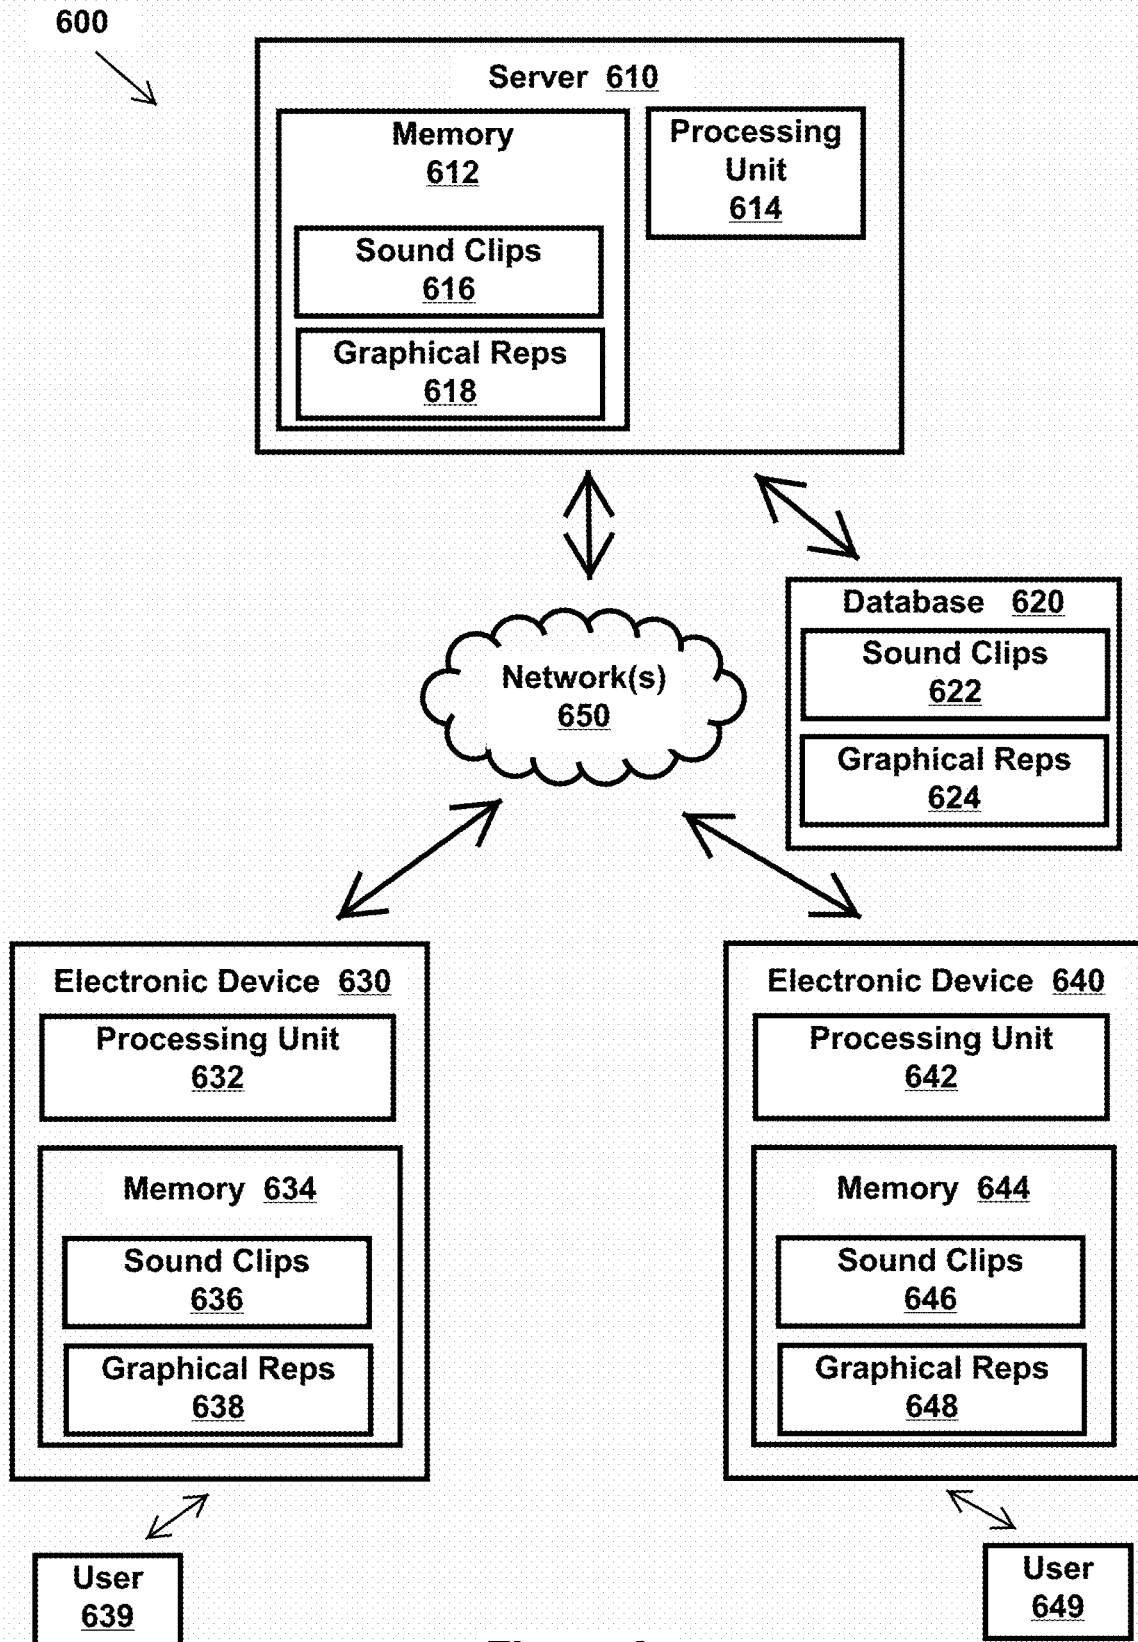 600
Server 610
Memory
612
Processing
Unit
614
Sound Clips
616
Graphical Reps
618
Network(s)
650
Database 620
Sound Clips
622
Graphical Reps
624
Electronic Device 630
Processing Unit
632
Memory 634
Sound Clips
636
Graphical Reps
638
Electronic Device 640
Processing Unit
642
Memory 644
Sound Clips
646
Graphical Reps
648
User
639
User
649